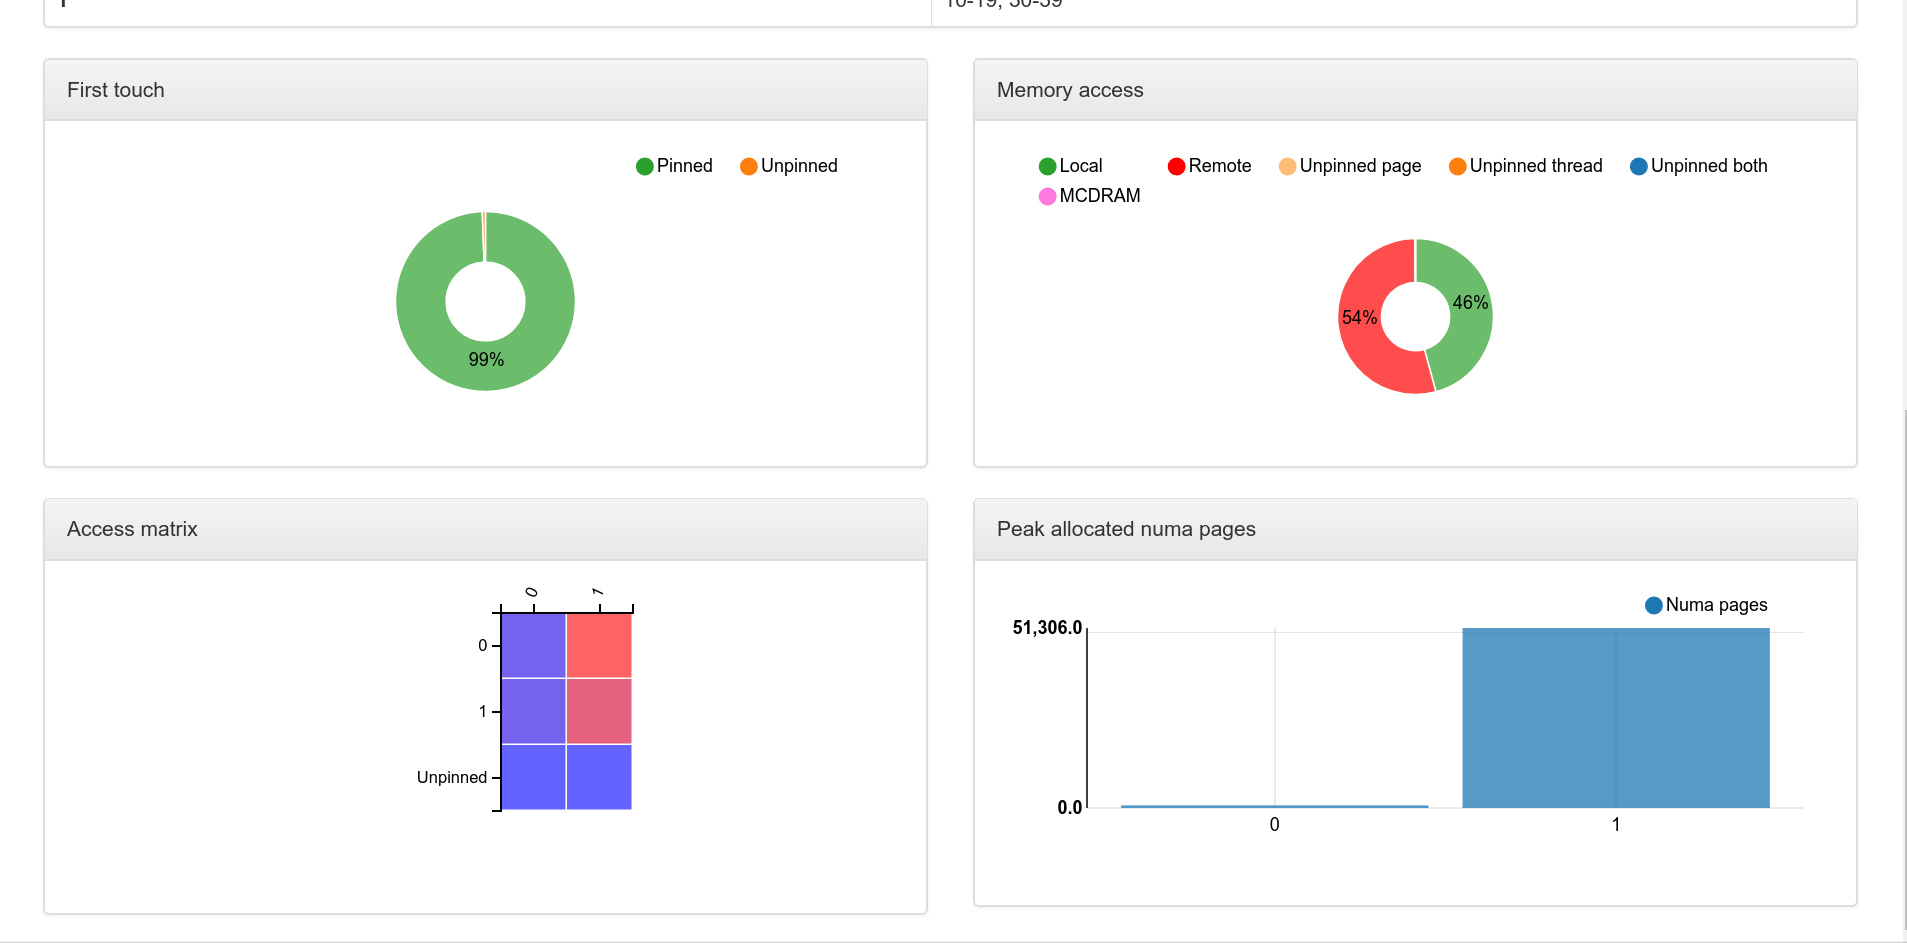 10-19, 30-39
First touch
Pinned Unpinned
99%
Memory access
Local Remote Unpinned page Unpinned thread Unpinned both
MCDRAM
46%
54%
Access matrix
0 1
0
1
Unpinned
Peak allocated numa pages
Numa pages
51,306.0
0.0
0 1